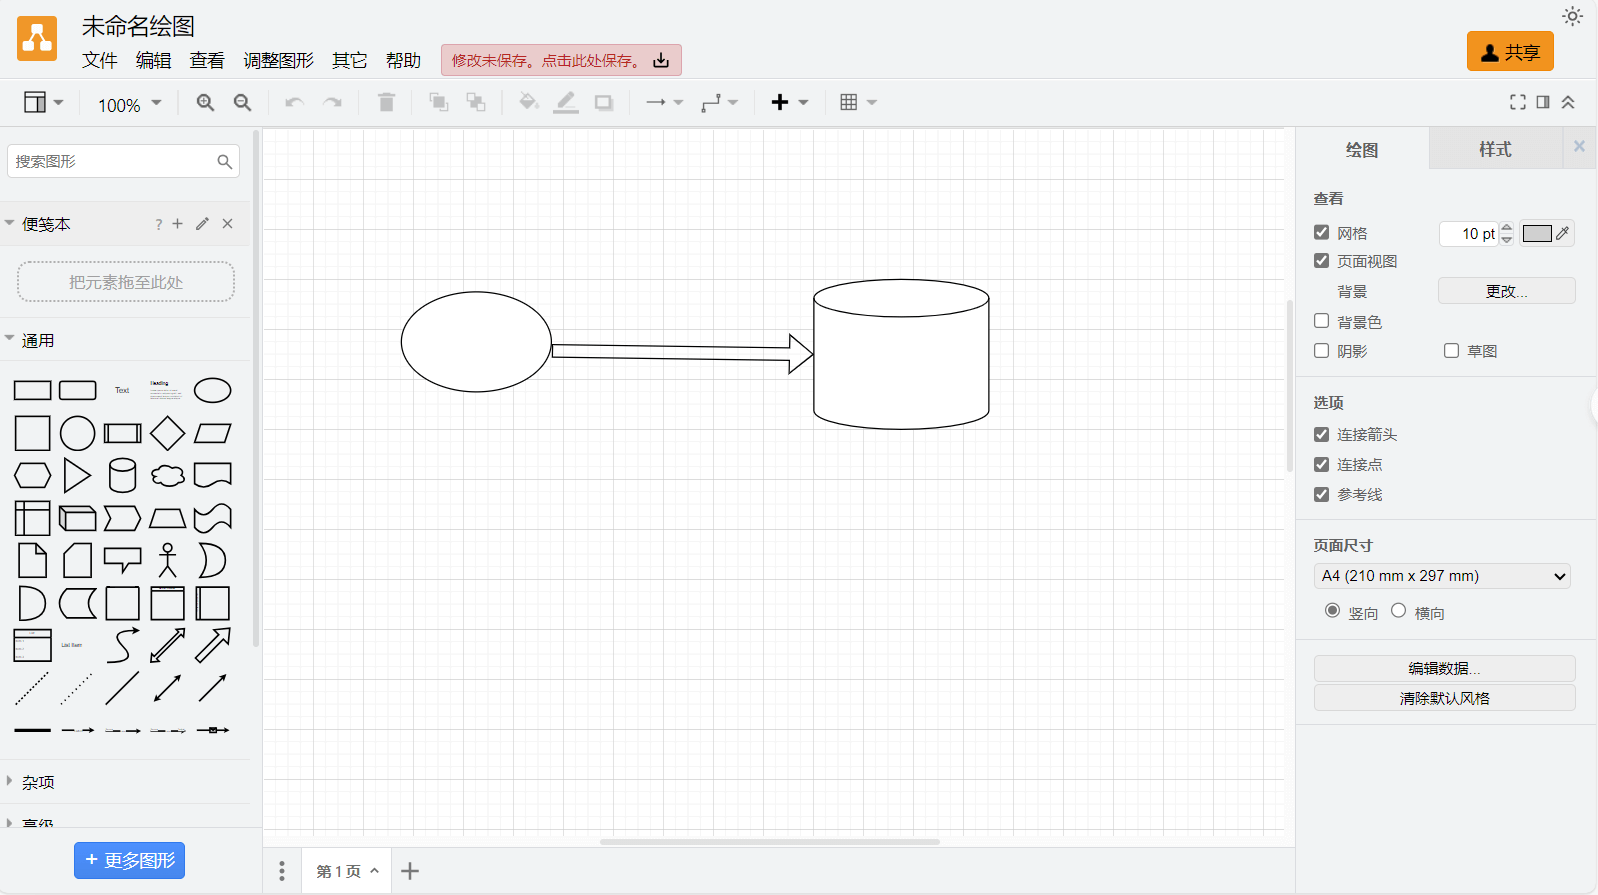 未命名绘图
文件 编辑 查看 调整图形 其它 帮助
修改未保存。点击此处保存。
共享
100%
搜索图形
便笺本
?
把元素拖至此处
通用
Text
Heading
List Item
杂项
高级
+ 更多图形
第 1 页
绘图
样式
查看
网格
10 pt
页面视图
背景
更改...
背景色
阴影
草图
选项
连接箭头
连接点
参考线
页面尺寸
A4 (210 mm x 297 mm)
竖向
横向
编辑数据...
清除默认风格